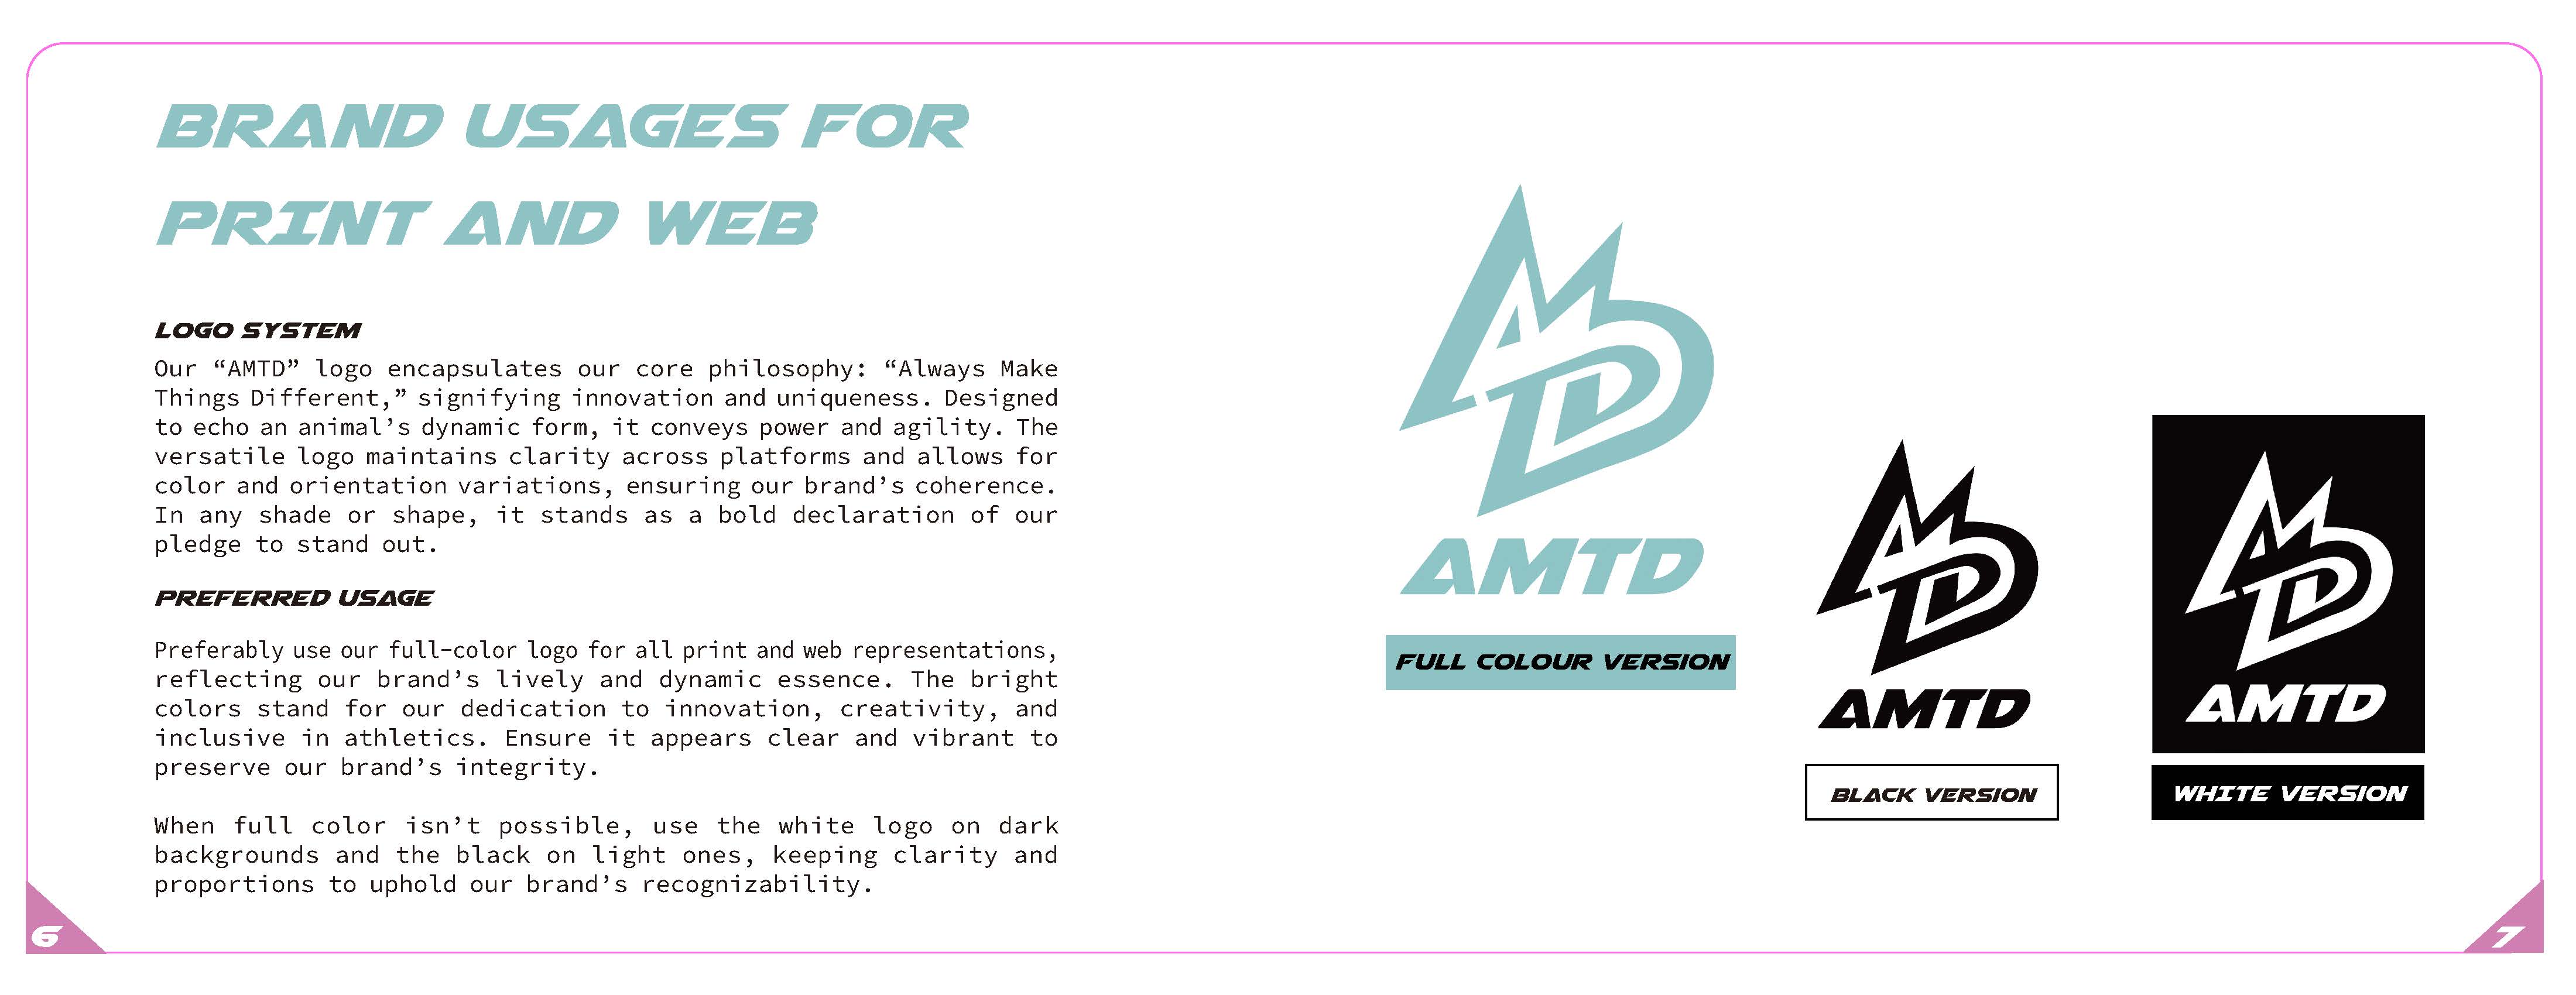 BRAND USAGES FOR
PRINT AND WEB
LOGO SYSTEM
Our “AMTD” logo encapsulates our core philosophy: “Always Make
Things Different,” signifying innovation and uniqueness. Designed
to echo an animal’s dynamic form, it conveys power and agility. The
versatile logo maintains clarity across platforms and allows for
color and orientation variations, ensuring our brand’s coherence.
In any shade or shape, it stands as a bold declaration of our
pledge to stand out.
PREFERRED USAGE
Preferably use our full-color logo for all print and web representations,
reflecting our brand’s lively and dynamic essence. The bright
colors stand for our dedication to innovation, creativity, and
inclusive in athletics. Ensure it appears clear and vibrant to
preserve our brand’s integrity.
When full color isn’t possible, use the white logo on dark
backgrounds and the black on light ones, keeping clarity and
proportions to uphold our brand’s recognizability.
6
AMTD
FULL COLOUR VERSION
AMTD
BLACK VERSION
AMTD
WHITE VERSION
7